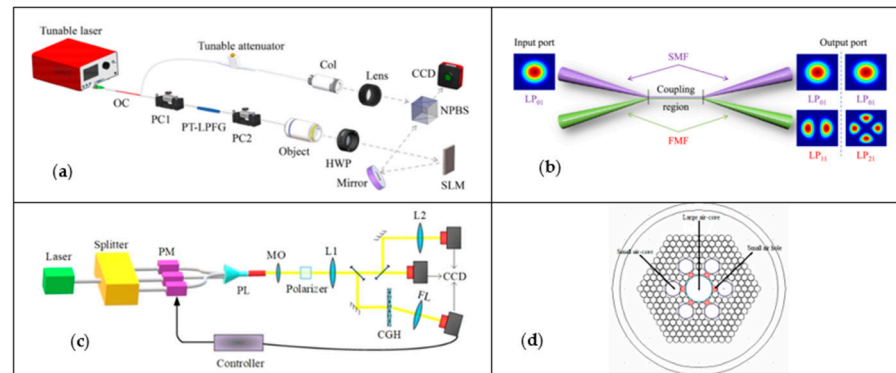 Tunable laser
Tunable attenuator
Col
Lens
CCD
OC
PC1
PT-LPFG
PC2
Object
HWP
NPBS
Mirror
SLM
(a)
Input port
SMF
Output port
LP01
Coupling
region
LP01
LP01
FMF
LP11
LP21
(b)
Laser
Splitter
PM
PL
MO
Polarizer
L1
L2
CCD
FL
CGH
Controller
(c)
Large air-core
Small air-core
Small air hole
(d)